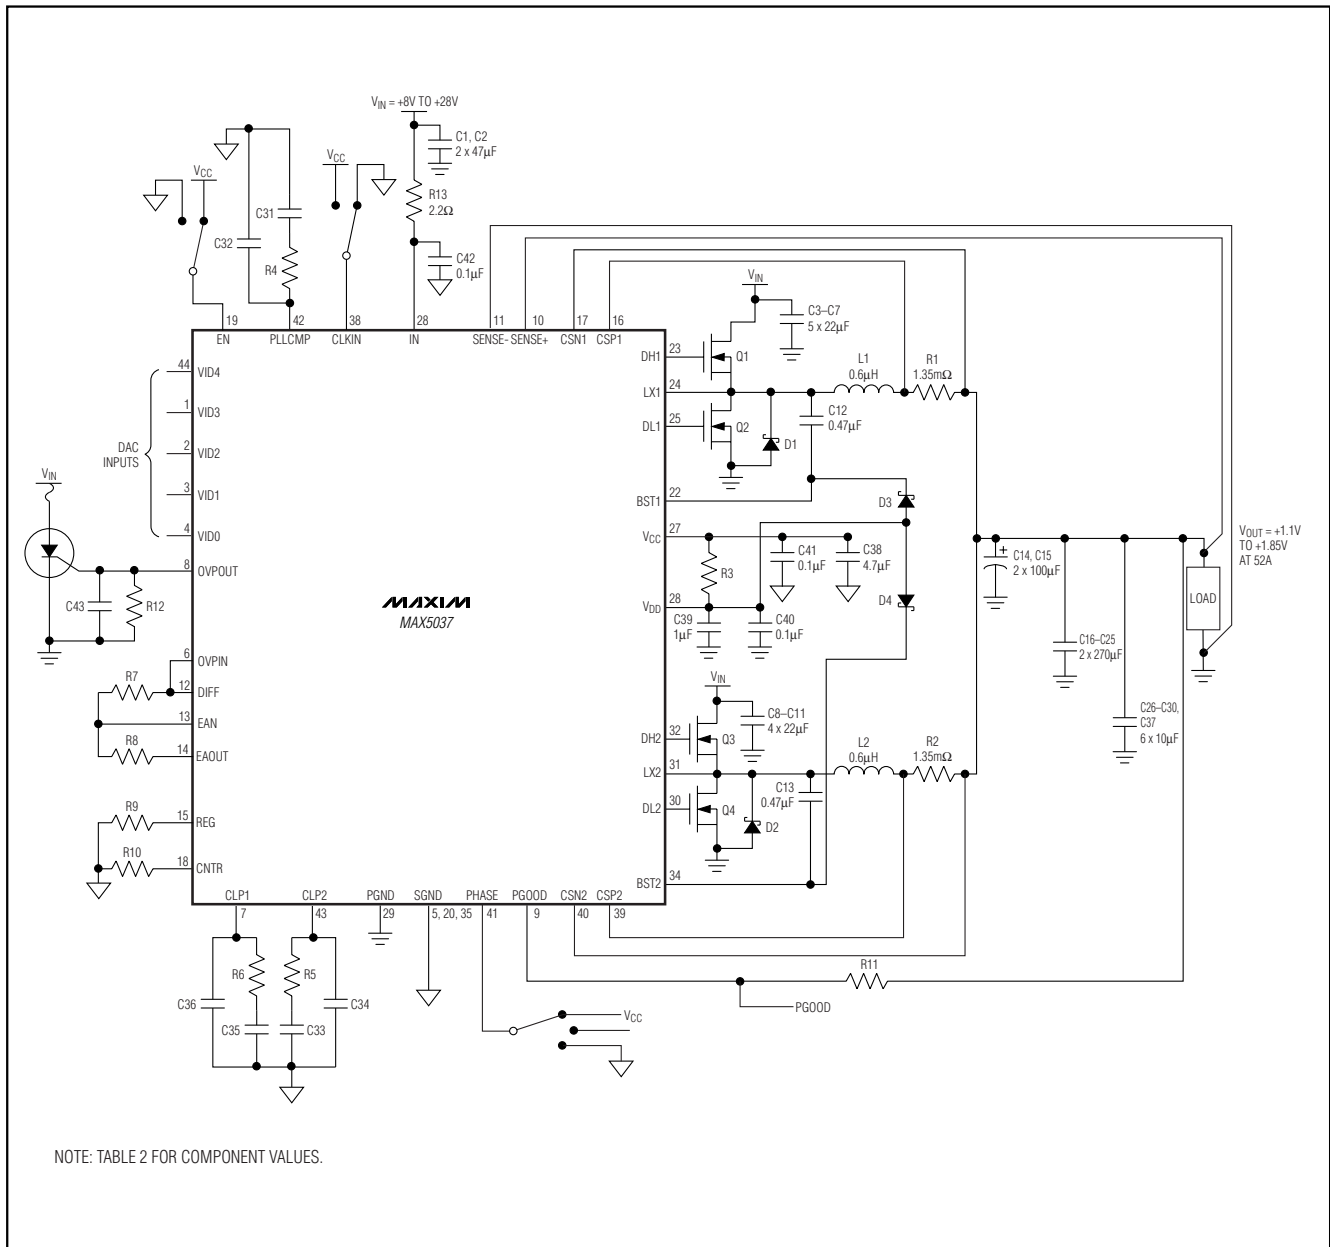 VIN = +8V TO +28V
C1, C2
2 x 47µF
VCC
VCC
R13
2.2Ω
C31
C32
R4
C42
0.1µF
VIN
C3–C7
5 x 22µF
19
42
38
28
11
10
17
16
EN
PLLCMP
CLKIN
IN
SENSE-
SENSE+
CSN1
CSP1
44
VID4
1
VID3
2
VID2
3
VID1
4
VID0
DAC
INPUTS
VIN
8
OVPOUT
C43
R12
6
OVPIN
R7
12
DIFF
13
EAN
R8
14
EAOUT
R9
15
REG
R10
18
CNTR
MAXIM
MAX5037
DH1
23
Q1
LX1
24
DL1
25
Q2
D1
L1
0.6µH
R1
1.35mΩ
C12
0.47µF
BST1
22
D3
VCC
27
R3
C41
0.1µF
C38
4.7µF
VDD
28
C39
1µF
C40
0.1µF
D4
VIN
C8–C11
4 x 22µF
DH2
32
Q3
LX2
31
DL2
30
Q4
D2
L2
0.6µH
R2
1.35mΩ
C13
0.47µF
BST2
34
C14, C15
2 x 100µF
+
C16–C25
2 x 270µF
C26–C30,
C37
6 x 10µF
LOAD
VOUT = +1.1V
TO +1.85V
AT 52A
CLP1
CLP2
PGND
SGND
PHASE
PGOOD
CSN2
CSP2
7
43
29
5, 20, 35
41
9
40
39
R6
R5
C36
C34
C35
C33
R11
PGOOD
VCC
NOTE: TABLE 2 FOR COMPONENT VALUES.